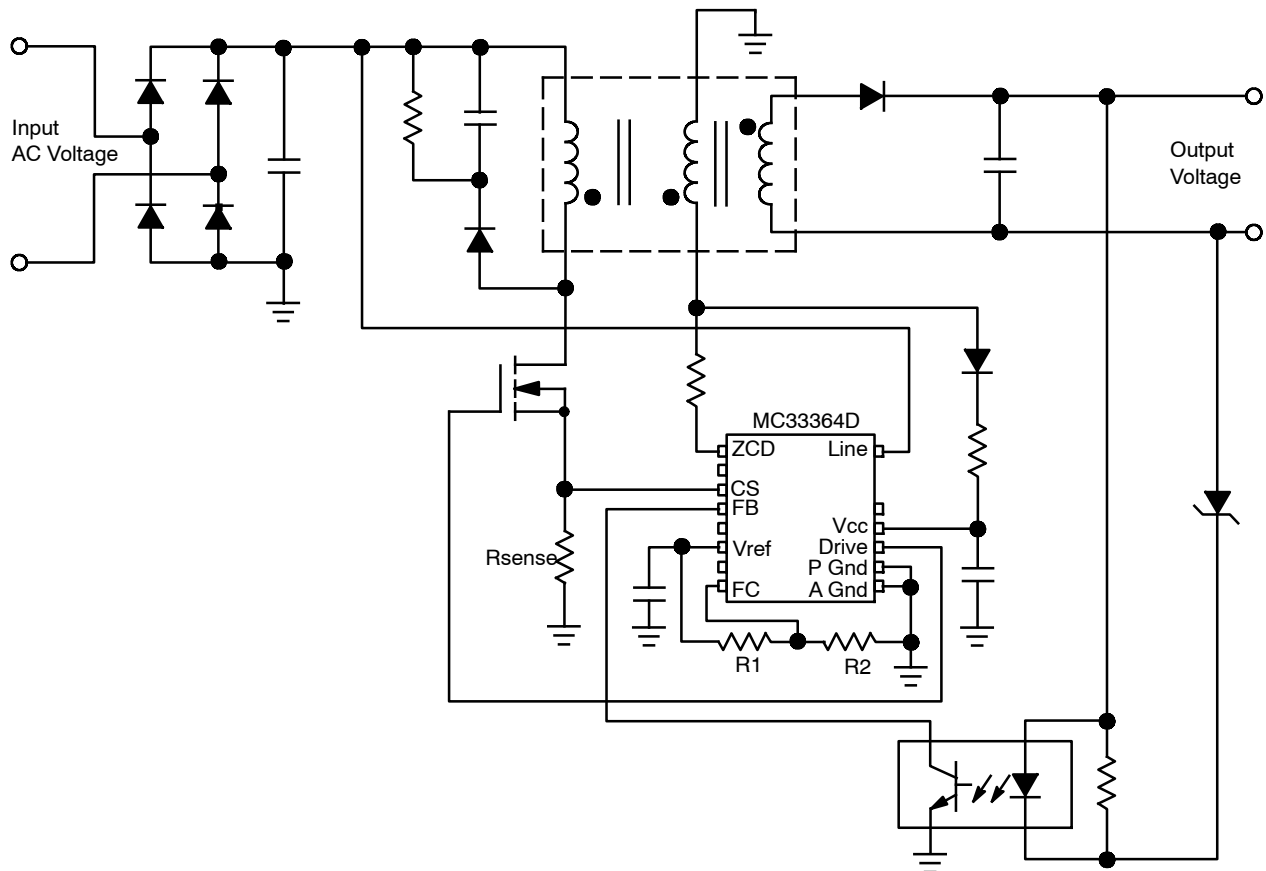 Input
AC Voltage
Output
Voltage
MC33364D
ZCD
Line
CS
FB
Vcc
Vref
Drive
P Gnd
FC
A Gnd
Rsense
R1
R2